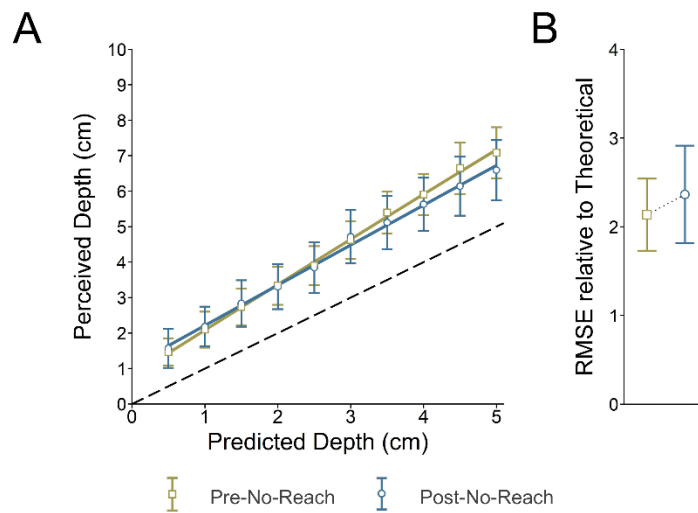 A
Perceived Depth (cm)
10
9
8
7
6
5
4
3
2
1
0
0 1 2 3 4 5
Predicted Depth (cm)
B
RMSE relative to Theoretical
4
3
2
1
0
Pre-No-Reach Post-No-Reach